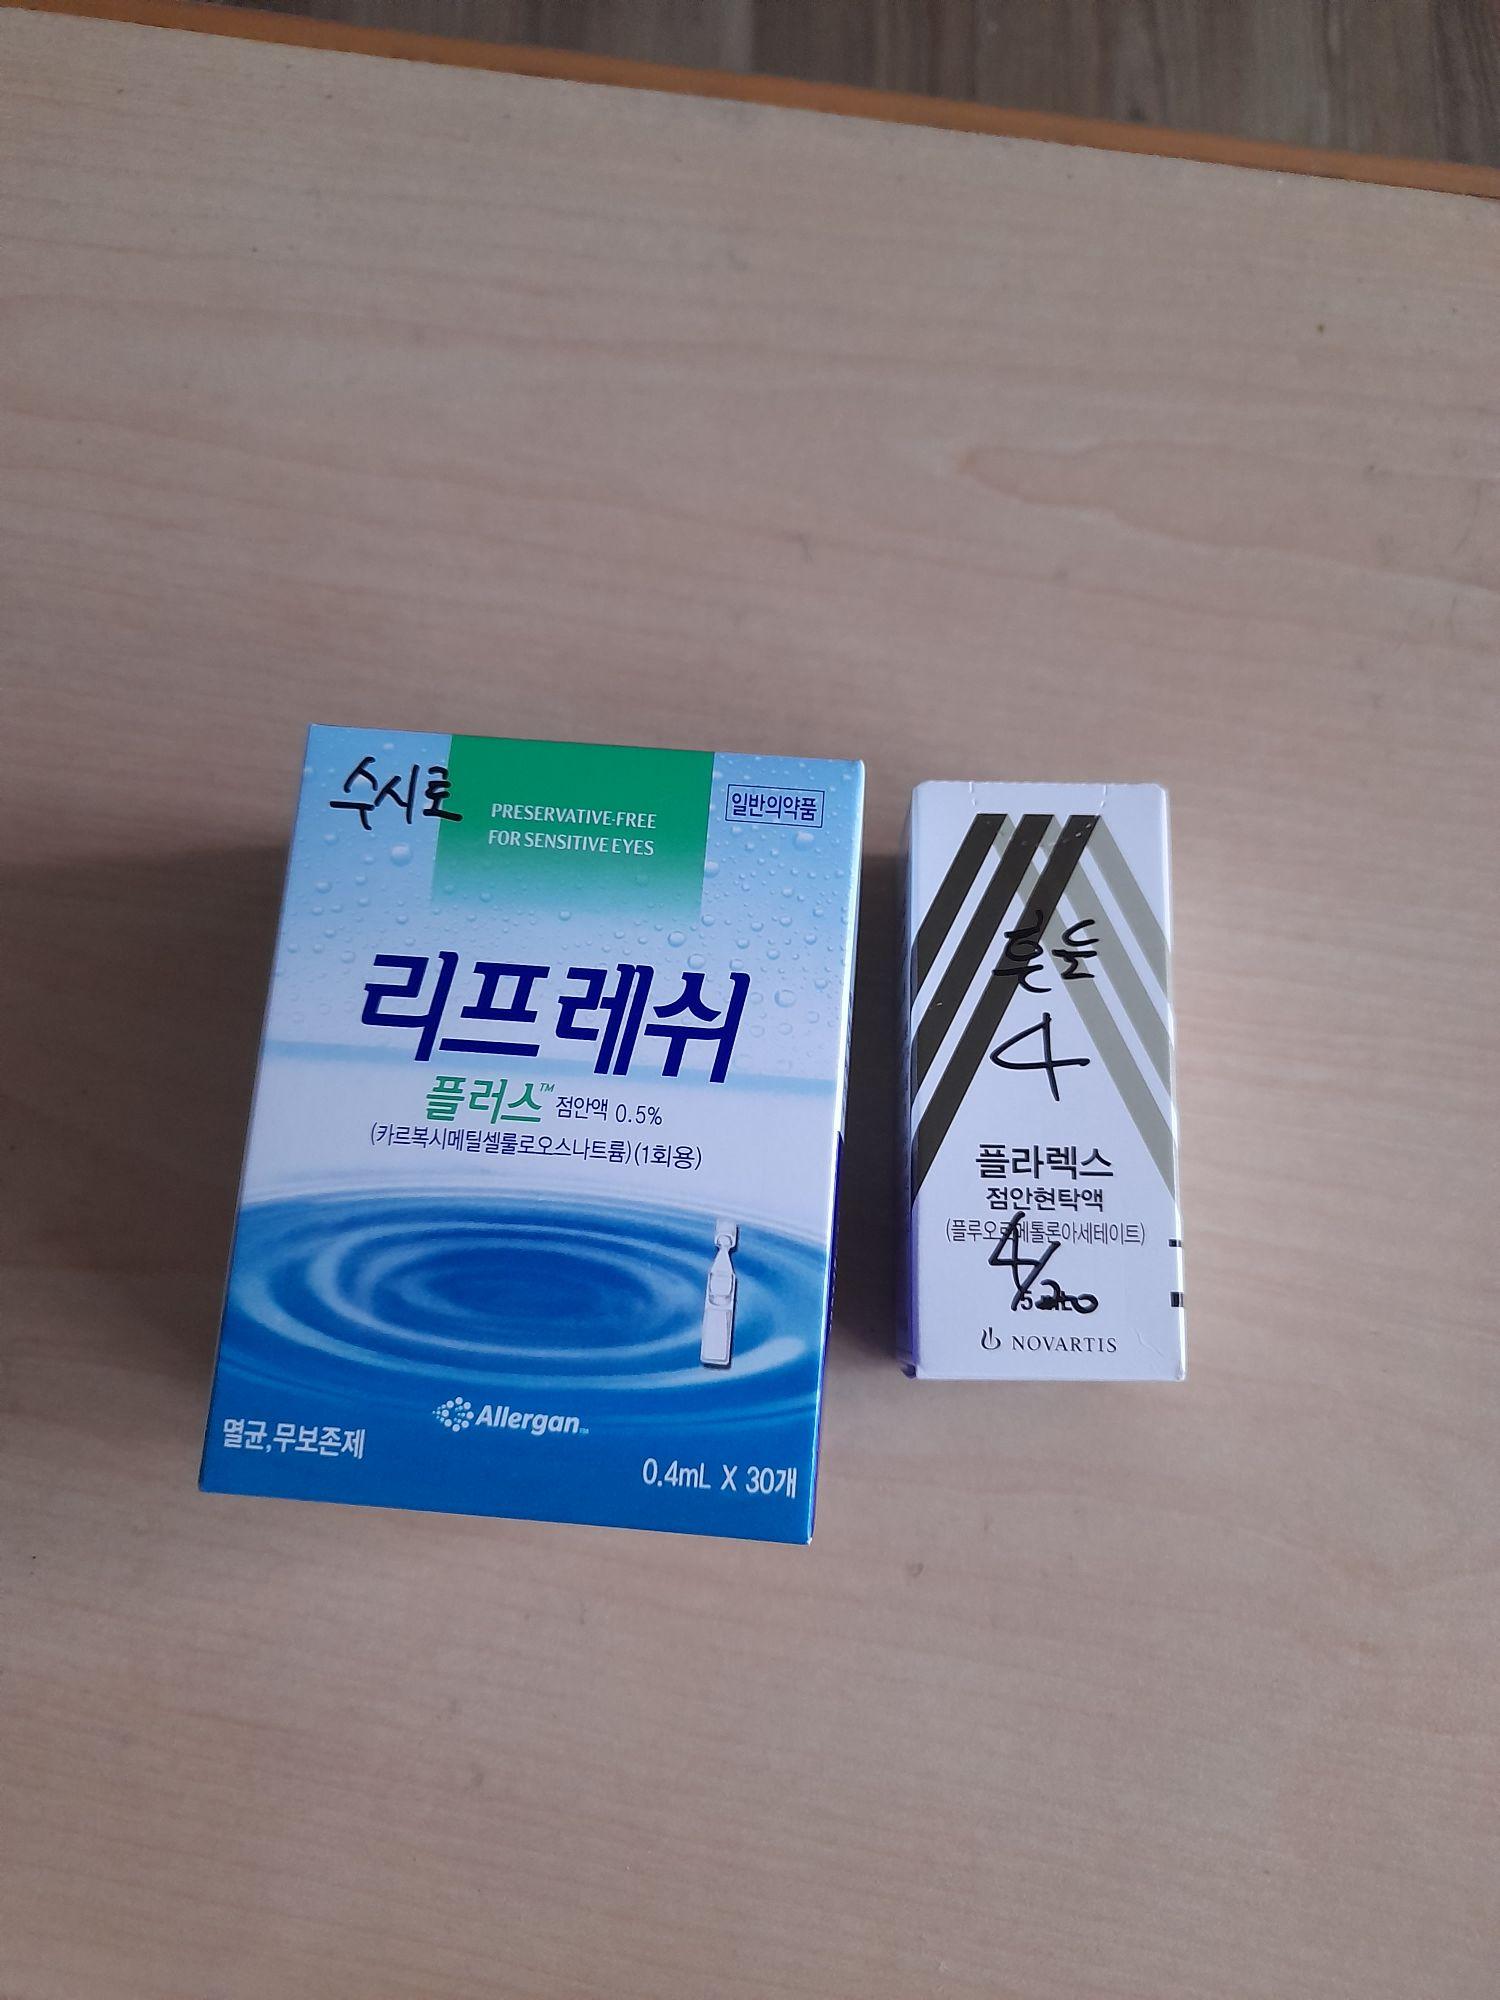 수시로
PRESERVATIVE-FREE
FOR SENSITIVE EYES
일반의약품
리프레쉬
플러스™ 점안액 0.5%
(카르복시메틸셀룰로오스나트륨)(1회용)
Allergan
멸균,무보존제
0.4mL X 30개
흔들
4
플라렉스
점안현탁액
(플루오로메톨론아세테이트)
4/20
5 mL
NOVARTIS